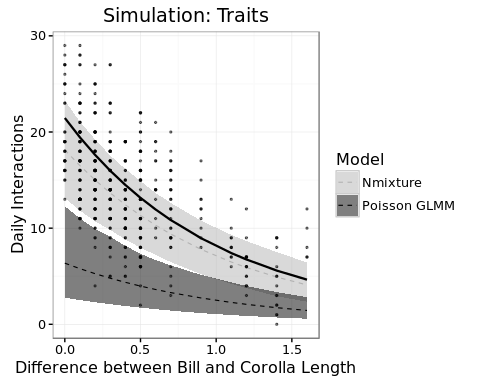 Simulation: Traits
30
20
10
0
Daily Interactions
0.0 0.5 1.0 1.5
Difference between Bill and Corolla Length
Model
Nmixture
Poisson GLMM